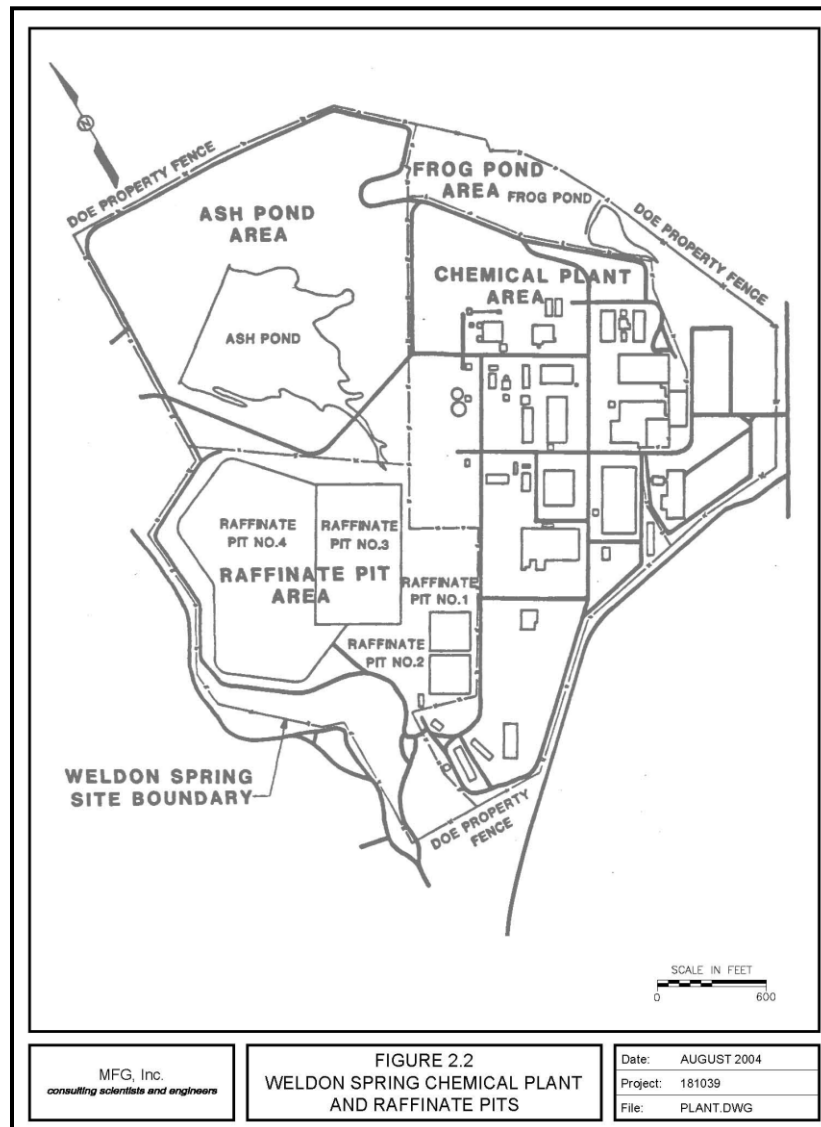 N
DOE PROPERTY FENCE
FROG POND
AREA
FROG POND
ASH POND
AREA
DOE PROPERTY FENCE
CHEMICAL PLANT
AREA
ASH POND
RAFFINATE
PIT NO.4
RAFFINATE
PIT NO.3
RAFFINATE PIT
AREA
RAFFINATE
PIT NO.1
RAFFINATE
PIT NO.2
WELDON SPRING
SITE BOUNDARY
DOE PROPERTY
FENCE
SCALE IN FEET
0 600
MFG, Inc.
consulting scientists and engineers
FIGURE 2.2
WELDON SPRING CHEMICAL PLANT
AND RAFFINATE PITS
Date: AUGUST 2004
Project: 181039
File: PLANT.DWG